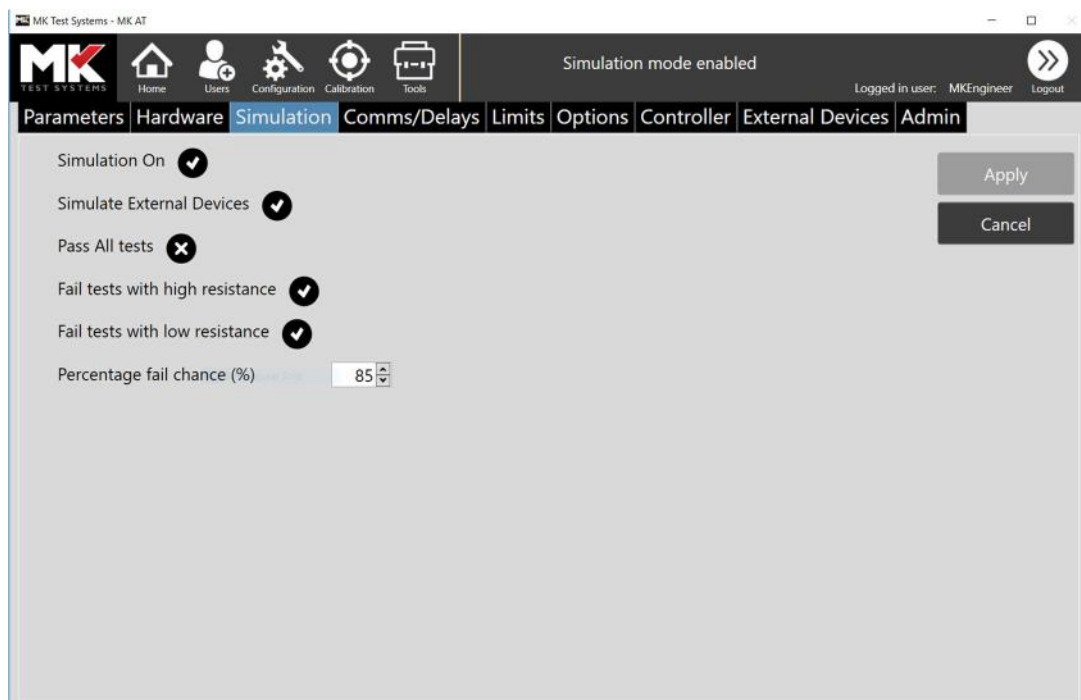 MK Test Systems - MK AT
MK
TEST SYSTEMS
Home
Users
Configuration
Calibration
Tools
Simulation mode enabled
Logged in user: MKEngineer
Logout
Parameters Hardware Simulation Comms/Delays Limits Options Controller External Devices Admin
Simulation On
Apply
Simulate External Devices
Cancel
Pass All tests
Fail tests with high resistance
Fail tests with low resistance
Percentage fail chance (%) 85